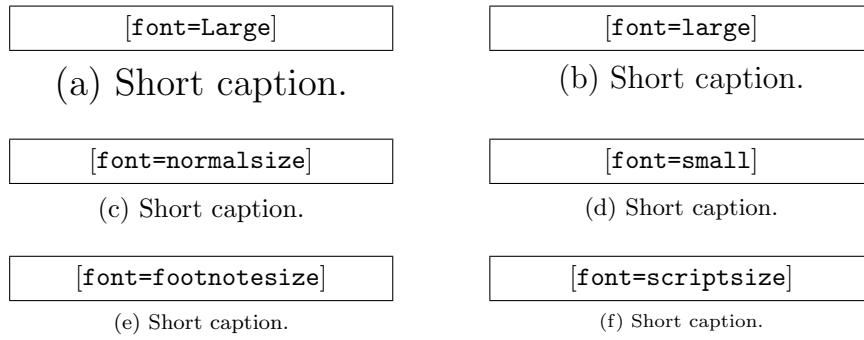 [font=Large]
(a) Short caption.
[font=large]
(b) Short caption.
[font=normalsize]
(c) Short caption.
[font=small]
(d) Short caption.
[font=footnotesize]
(e) Short caption.
[font=scriptsize]
(f) Short caption.